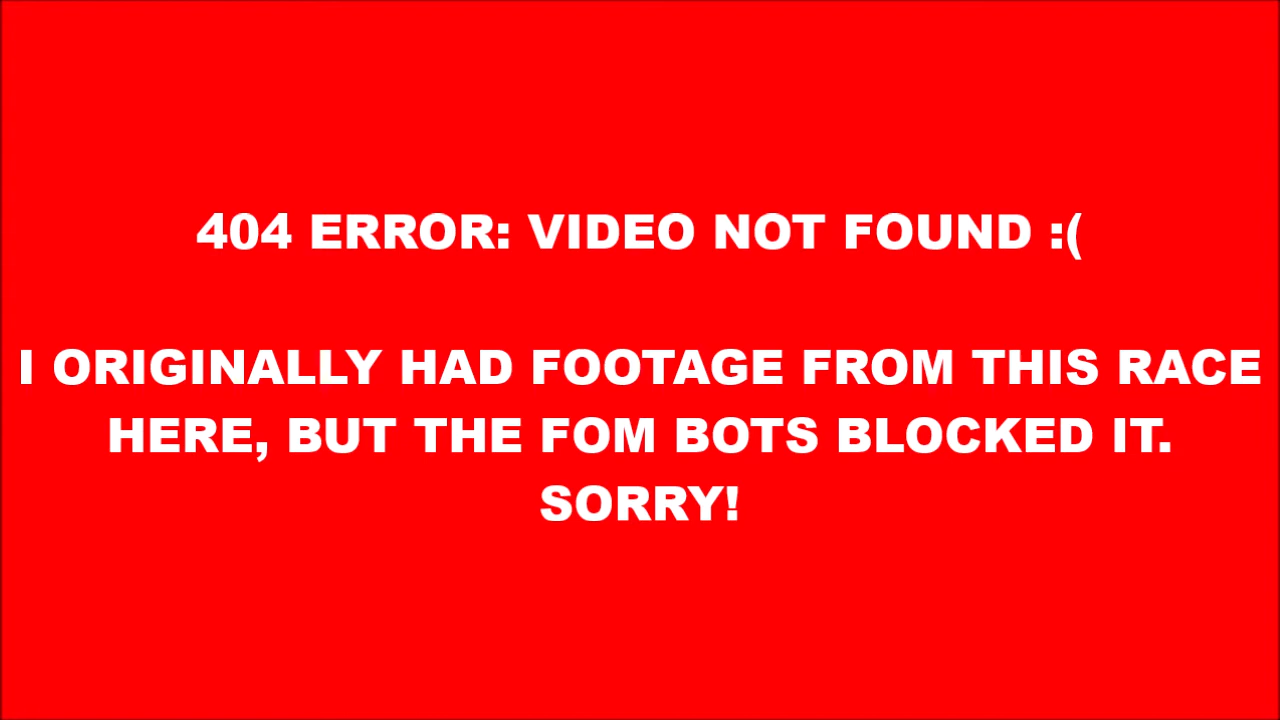 404 ERROR: VIDEO NOT FOUND :(
I ORIGINALLY HAD FOOTAGE FROM THIS RACE
HERE, BUT THE FOM BOTS BLOCKED IT.
SORRY!